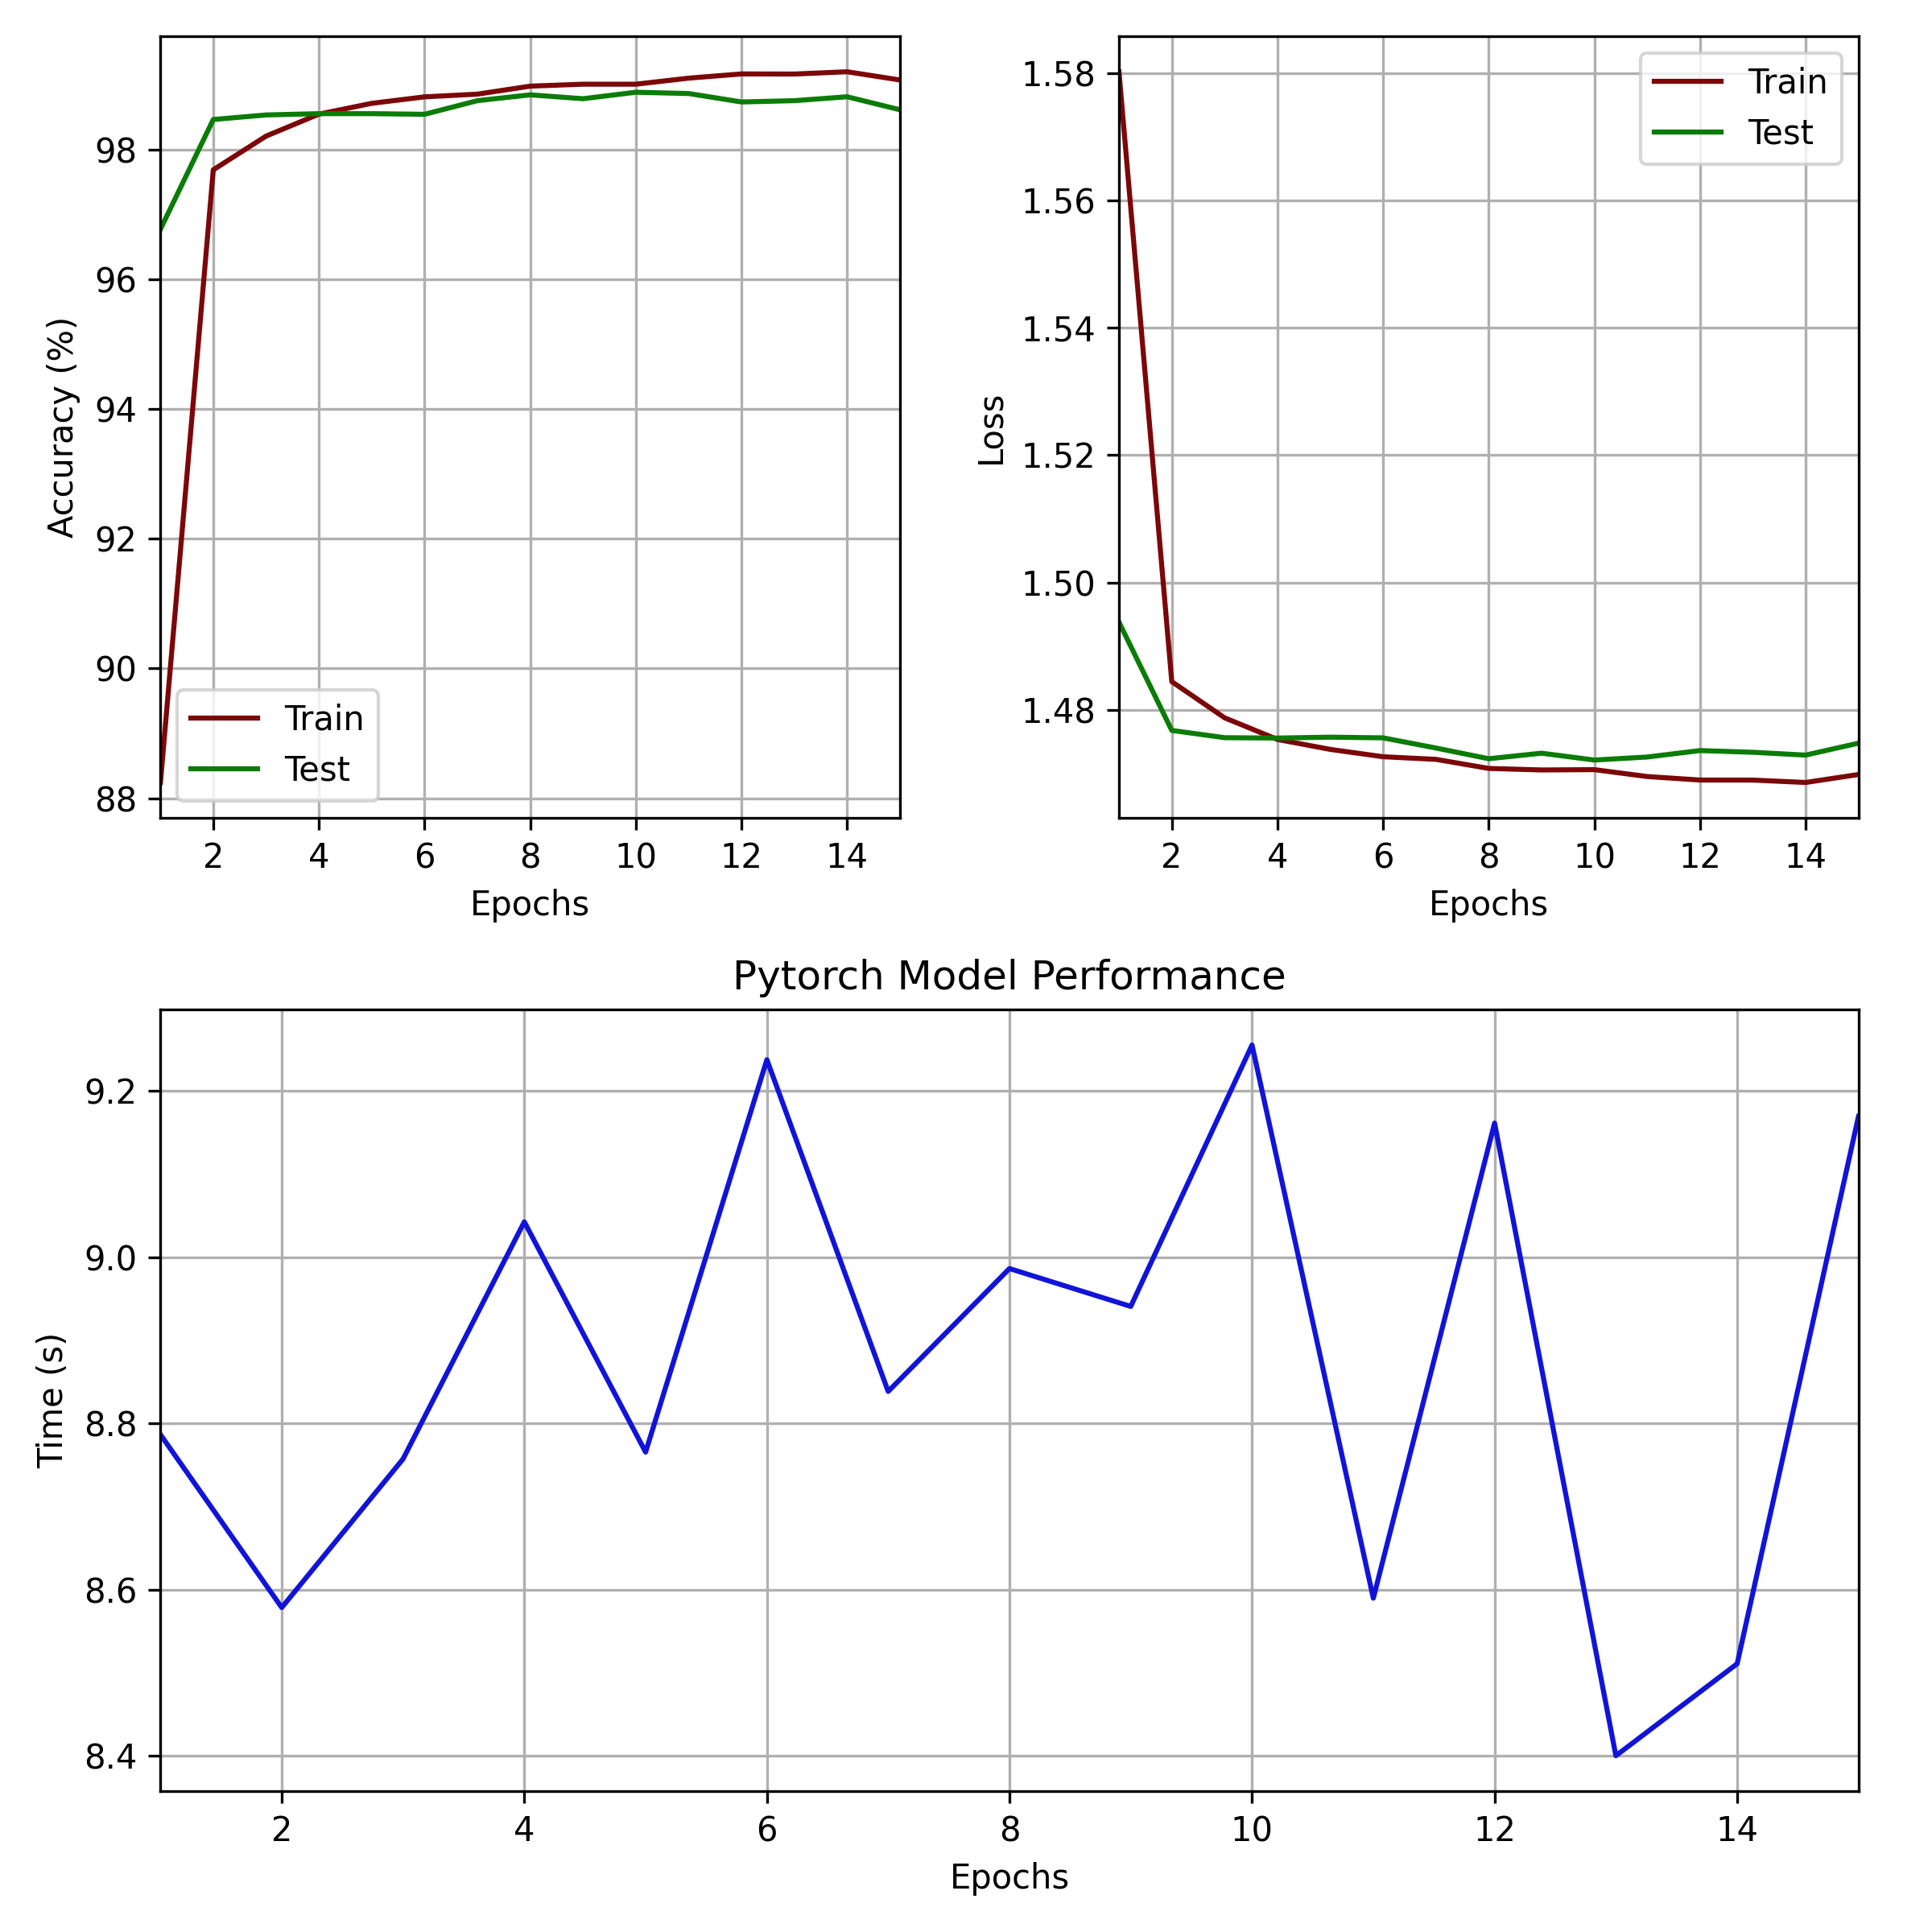 98
96
94
92
90
88
Accuracy (%)
Train
Test
2 4 6 8 10 12 14
Epochs
1.58
1.56
1.54
1.52
1.50
1.48
Loss
Train
Test
2 4 6 8 10 12 14
Epochs
Pytorch Model Performance
9.2
9.0
8.8
8.6
8.4
Time (s)
2 4 6 8 10 12 14
Epochs